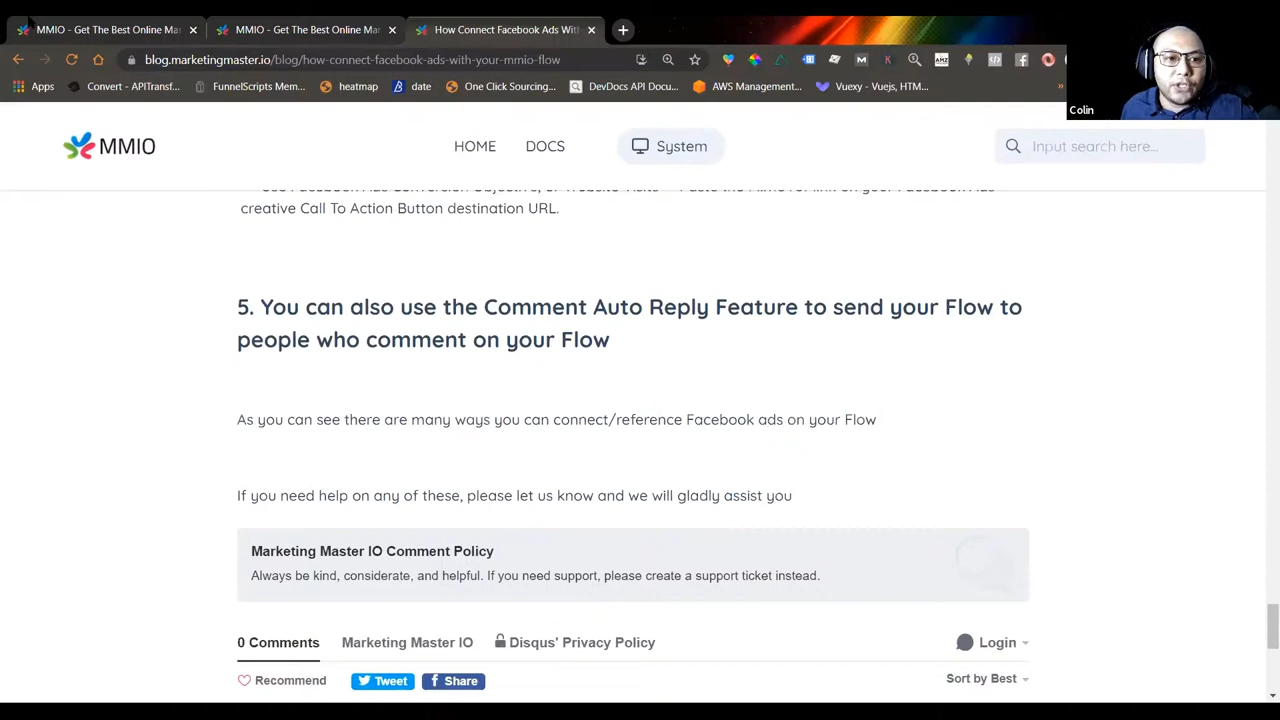 MMIO - Get The Best Online Mar
MMIO - Get The Best Online Mar
How Connect Facebook Ads With
blog.marketingmaster.io/blog/how-connect-facebook-ads-with-your-mmio-flow
Apps
Convert - APITransf...
FunnelScripts Mem...
heatmap
date
One Click Sourcing...
DevDocs API Docu...
AWS Management...
Vuexy - Vuejs, HTM...
»
Colin
MMIO
HOME
DOCS
System
Input search here...
creative Call To Action Button destination URL.
5. You can also use the Comment Auto Reply Feature to send your Flow to
people who comment on your Flow
As you can see there are many ways you can connect/reference Facebook ads on your Flow
If you need help on any of these, please let us know and we will gladly assist you
Marketing Master IO Comment Policy
Always be kind, considerate, and helpful. If you need support, please create a support ticket instead.
0 Comments
Marketing Master IO
Disqus' Privacy Policy
Login
Recommend
Tweet
Share
Sort by Best